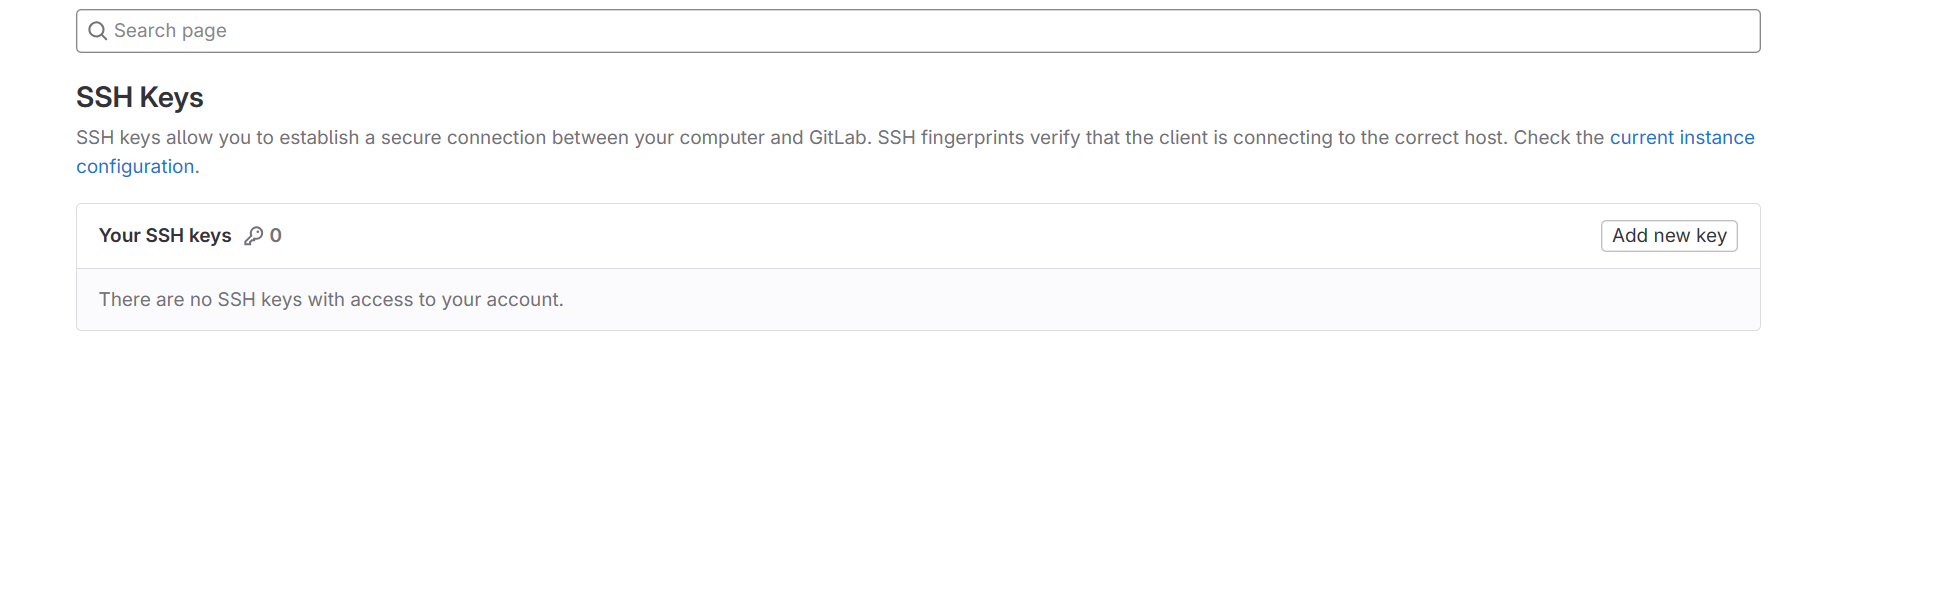 Search page
SSH Keys
SSH keys allow you to establish a secure connection between your computer and GitLab. SSH fingerprints verify that the client is connecting to the correct host. Check the current instance
configuration.
Your SSH keys 0 Add new key
There are no SSH keys with access to your account.